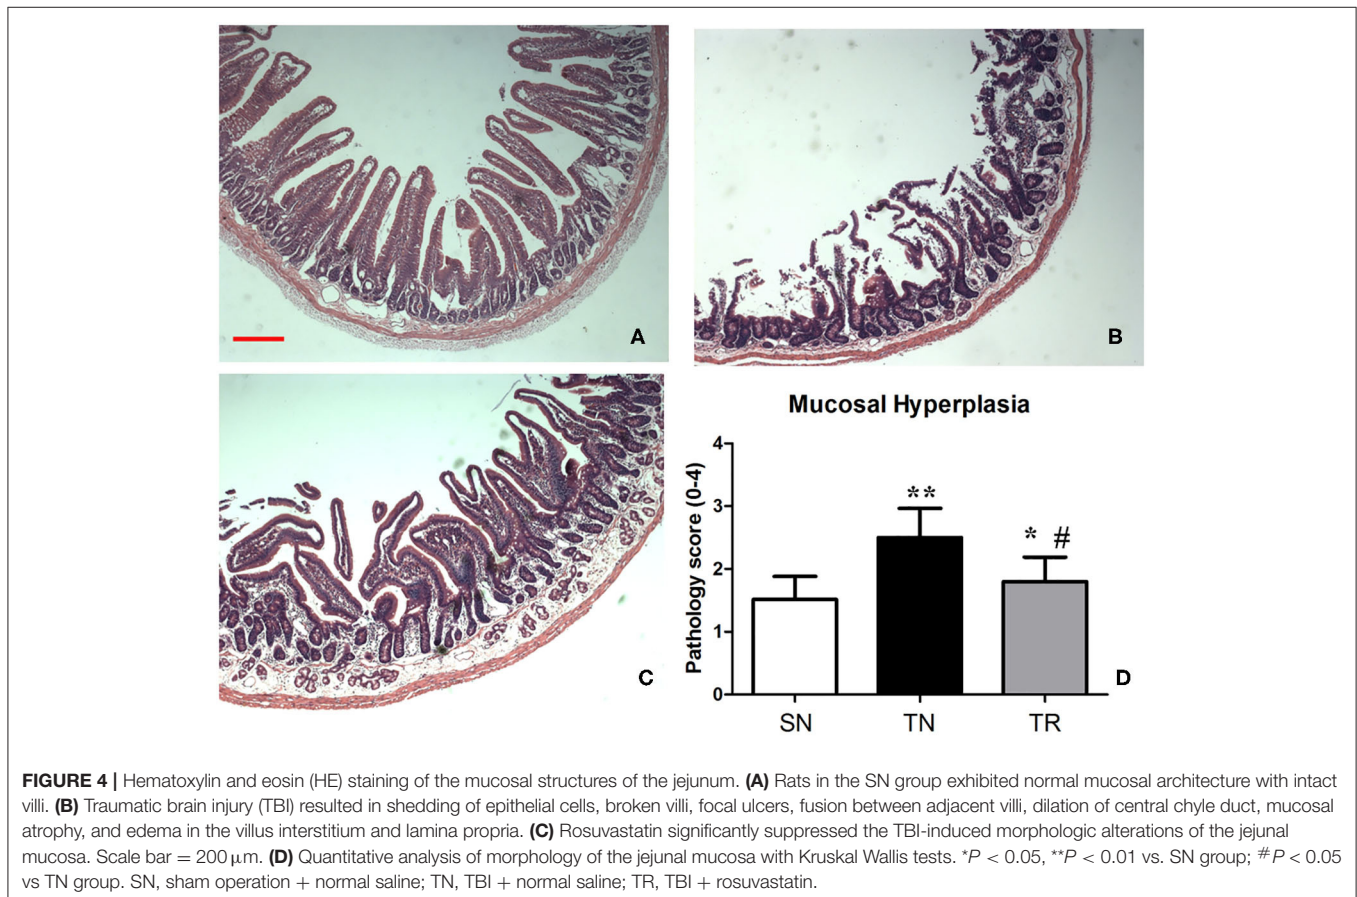 A
B
C
Mucosal Hyperplasia
Pathology score (0-4)
4
3
2
1
0
**
* #
SN TN TR
D
FIGURE 4 | Hematoxylin and eosin (HE) staining of the mucosal structures of the jejunum. (A) Rats in the SN group exhibited normal mucosal architecture with intact
villi. (B) Traumatic brain injury (TBI) resulted in shedding of epithelial cells, broken villi, focal ulcers, fusion between adjacent villi, dilation of central chyle duct, mucosal
atrophy, and edema in the villus interstitium and lamina propria. (C) Rosuvastatin significantly suppressed the TBI-induced morphologic alterations of the jejunal
mucosa. Scale bar = 200 μm. (D) Quantitative analysis of morphology of the jejunal mucosa with Kruskal Wallis tests. *P < 0.05, **P < 0.01 vs. SN group; #P < 0.05
vs TN group. SN, sham operation + normal saline; TN, TBI + normal saline; TR, TBI + rosuvastatin.